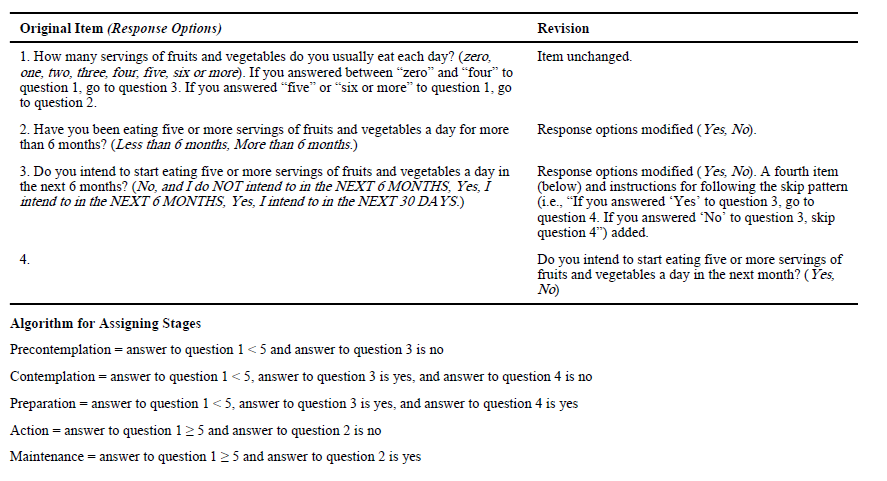 Original Item (Response Options) Revision
1. How many servings of fruits and vegetables do you usually eat each day? (zero,
one, two, three, four, five, six or more). If you answered between “zero” and “four” to
question 1, go to question 3. If you answered “five” or “six or more” to question 1, go
to question 2.
Item unchanged.
2. Have you been eating five or more servings of fruits and vegetables a day for more
than 6 months? (Less than 6 months, More than 6 months.)
Response options modified (Yes, No).
3. Do you intend to start eating five or more servings of fruits and vegetables a day in
the next 6 months? (No, and I do NOT intend to in the NEXT 6 MONTHS, Yes, I
intend to in the NEXT 6 MONTHS, Yes, I intend to in the NEXT 30 DAYS.)
Response options modified (Yes, No). A fourth item
(below) and instructions for following the skip pattern
(i.e., “If you answered ‘Yes’ to question 3, go to
question 4. If you answered ‘No’ to question 3, skip
question 4”) added.
4.
Do you intend to start eating five or more servings of
fruits and vegetables a day in the next month? (Yes,
No)
Algorithm for Assigning Stages
Precontemplation = answer to question 1 < 5 and answer to question 3 is no
Contemplation = answer to question 1 < 5, answer to question 3 is yes, and answer to question 4 is no
Preparation = answer to question 1 < 5, answer to question 3 is yes, and answer to question 4 is yes
Action = answer to question 1 ≥ 5 and answer to question 2 is no
Maintenance = answer to question 1 ≥ 5 and answer to question 2 is yes